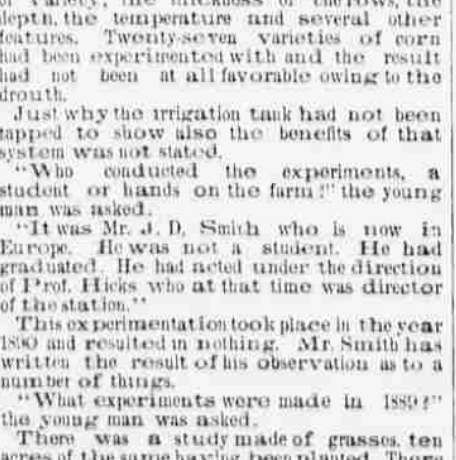 of variety, the thickness of the rows, the
depth, the temperature and several other
features. Twenty-seven varieties of corn
had been experimented with and the result
had not been at all favorable owing to the
drouth.
Just why the irrigation tank had not been
tapped to show also the benefits of that
system was not stated.
"Who conducted the experiments, a
student or hands on the farm?" the young
man was asked.
"It was Mr. J. D. Smith who is now in
Europe. He was not a student. He had
graduated. He had acted under the direction
of Prof. Hicks who at that time was director
of the station."
This experimentation took place in the year
1890 and resulted in nothing. Mr. Smith has
written the result of his observation as to a
number of things.
"What experiments were made in 1889?"
the young man was asked.
There was a study made of grasses, ten
acres of the same having been planted. There